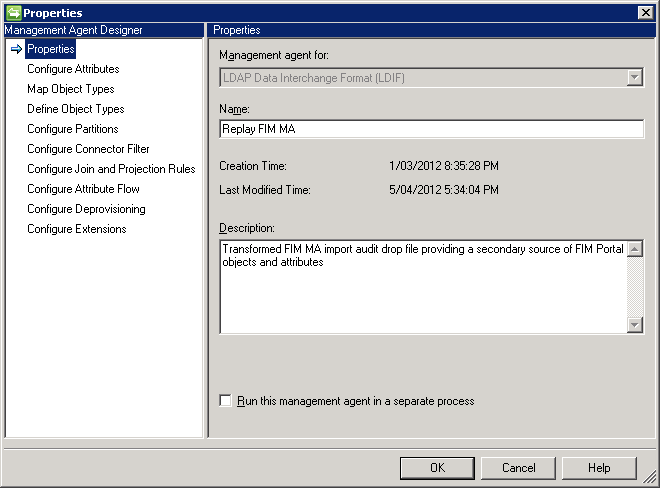 Properties
Management Agent Designer
Properties
Configure Attributes
Map Object Types
Define Object Types
Configure Partitions
Configure Connector Filter
Configure Join and Projection Rules
Configure Attribute Flow
Configure Deprovisioning
Configure Extensions
Properties
Management agent for:
LDAP Data Interchange Format (LDIF)
Name:
Replay FIM MA
Creation Time: 1/03/2012 8:35:28 PM
Last Modified Time: 5/04/2012 5:34:04 PM
Description:
Transformed FIM MA import audit drop file providing a secondary source of FIM Portal
objects and attributes
Run this management agent in a separate process
OK Cancel Help